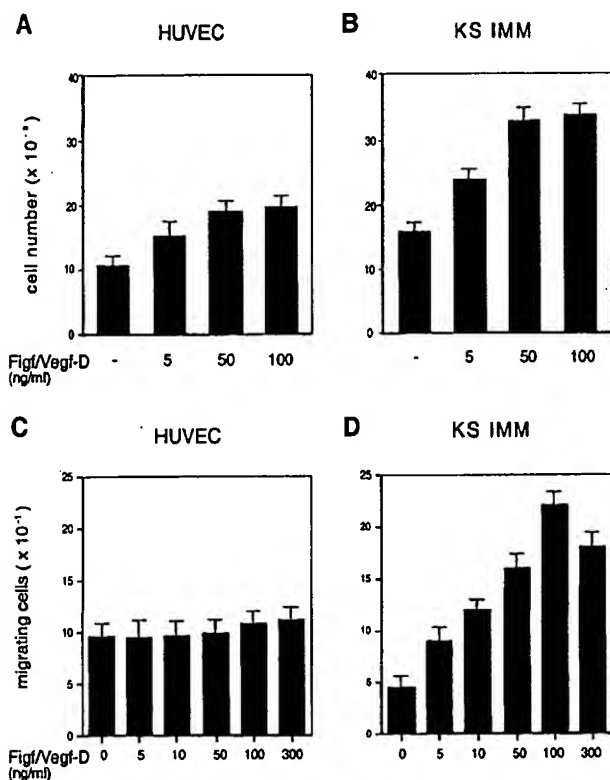 A
HUVEC
B
KS IMM
cell number (x 10⁻³)
40
30
20
10
0
40
30
20
10
0
Figf/Vegf-D
(ng/ml)
- 5 50 100
- 5 50 100
C
HUVEC
D
KS IMM
migrating cells (x 10⁻¹)
25
20
15
10
5
0
25
20
15
10
5
0
Figf/Vegf-D
(ng/ml)
0 5 10 50 100 300
0 5 10 50 100 300